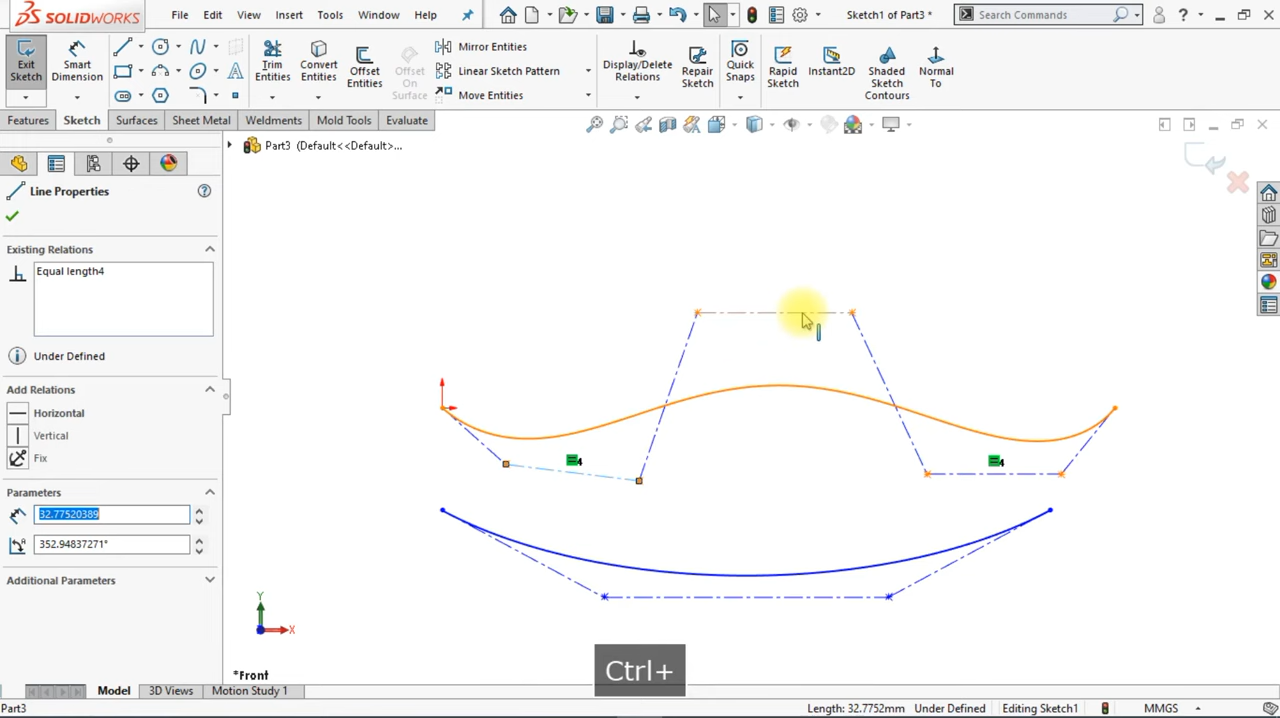 SOLIDWORKS File Edit View Insert Tools Window Help Sketch1 of Part3 * Search Commands ?
Exit Sketch
Smart Dimension
Trim Entities
Convert Entities
Offset Entities
Offset On Surface
Mirror Entities
Linear Sketch Pattern
Move Entities
Display/Delete Relations
Repair Sketch
Quick Snaps
Rapid Sketch
Instant2D
Shaded Sketch Contours
Normal To
Features Sketch Surfaces Sheet Metal Weldments Mold Tools Evaluate
Part3 (Default<<Default>...
Line Properties
Existing Relations
Equal length4
Under Defined
Add Relations
Horizontal
Vertical
Fix
Parameters
32.77520389
352.94837271°
Additional Parameters
4
4
Y
X
*Front
Ctrl+
Model 3D Views Motion Study 1
Part3 Length: 32.7752mm Under Defined Editing Sketch1 MMGS